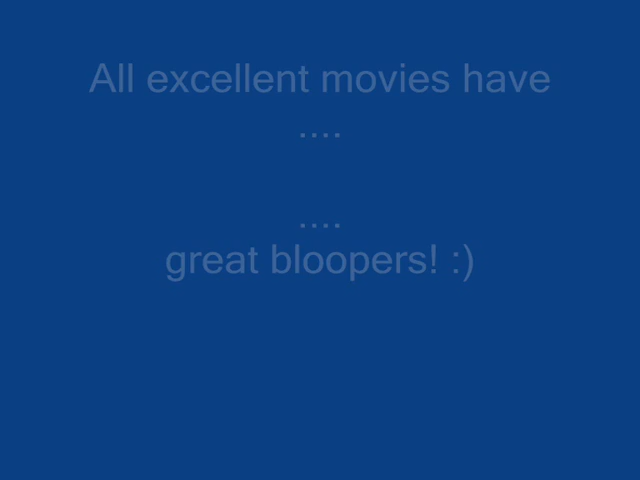 All excellent movies have
....
....
great bloopers! :)